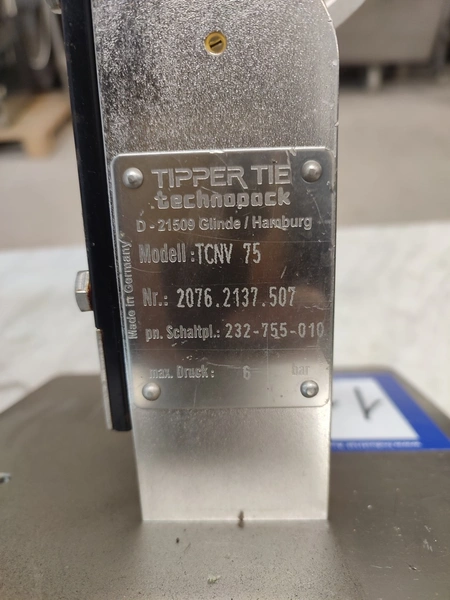 TIPPER TIE
technopack
D - 21509 Glinde / Hamburg
Modell : TCNV 75
Nr.: 2076.2137.507
pn. Schaltpl.: 232-755-010
max. Druck : 6 bar
Made in Germany